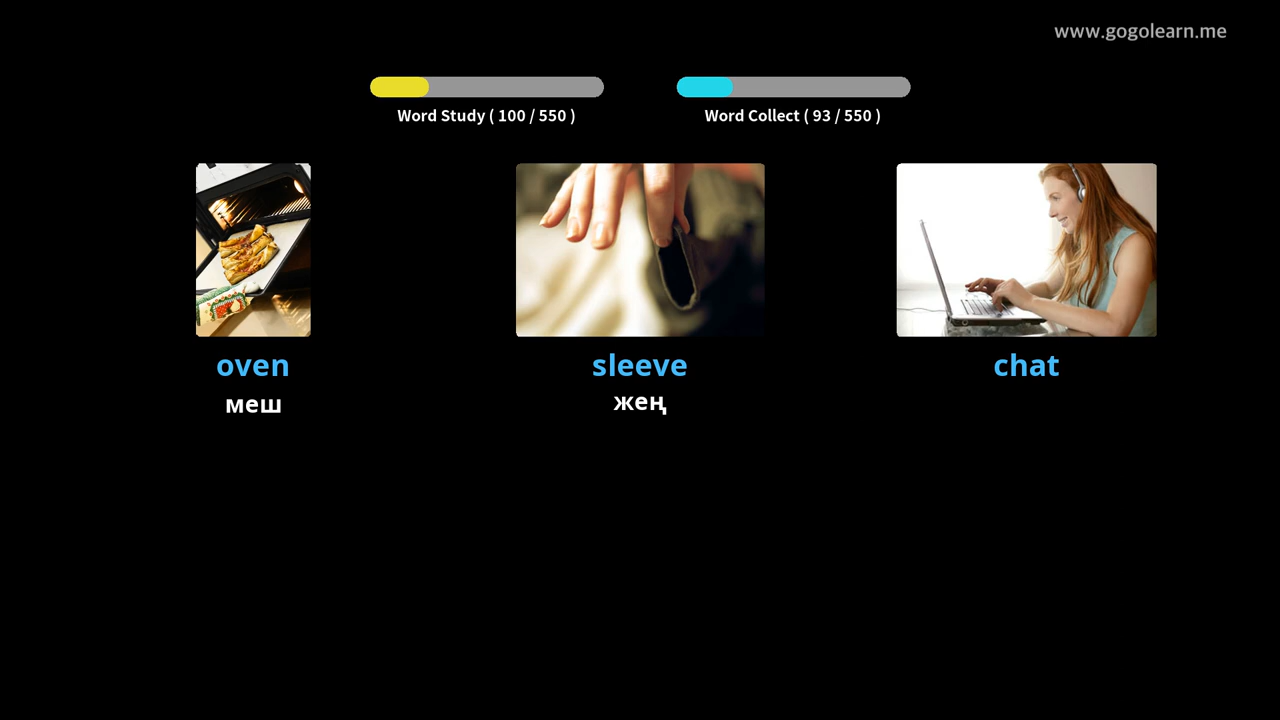 www.gogolearn.me
Word Study ( 100 / 550 )
Word Collect ( 93 / 550 )
oven
sleeve
chat
меш
жең